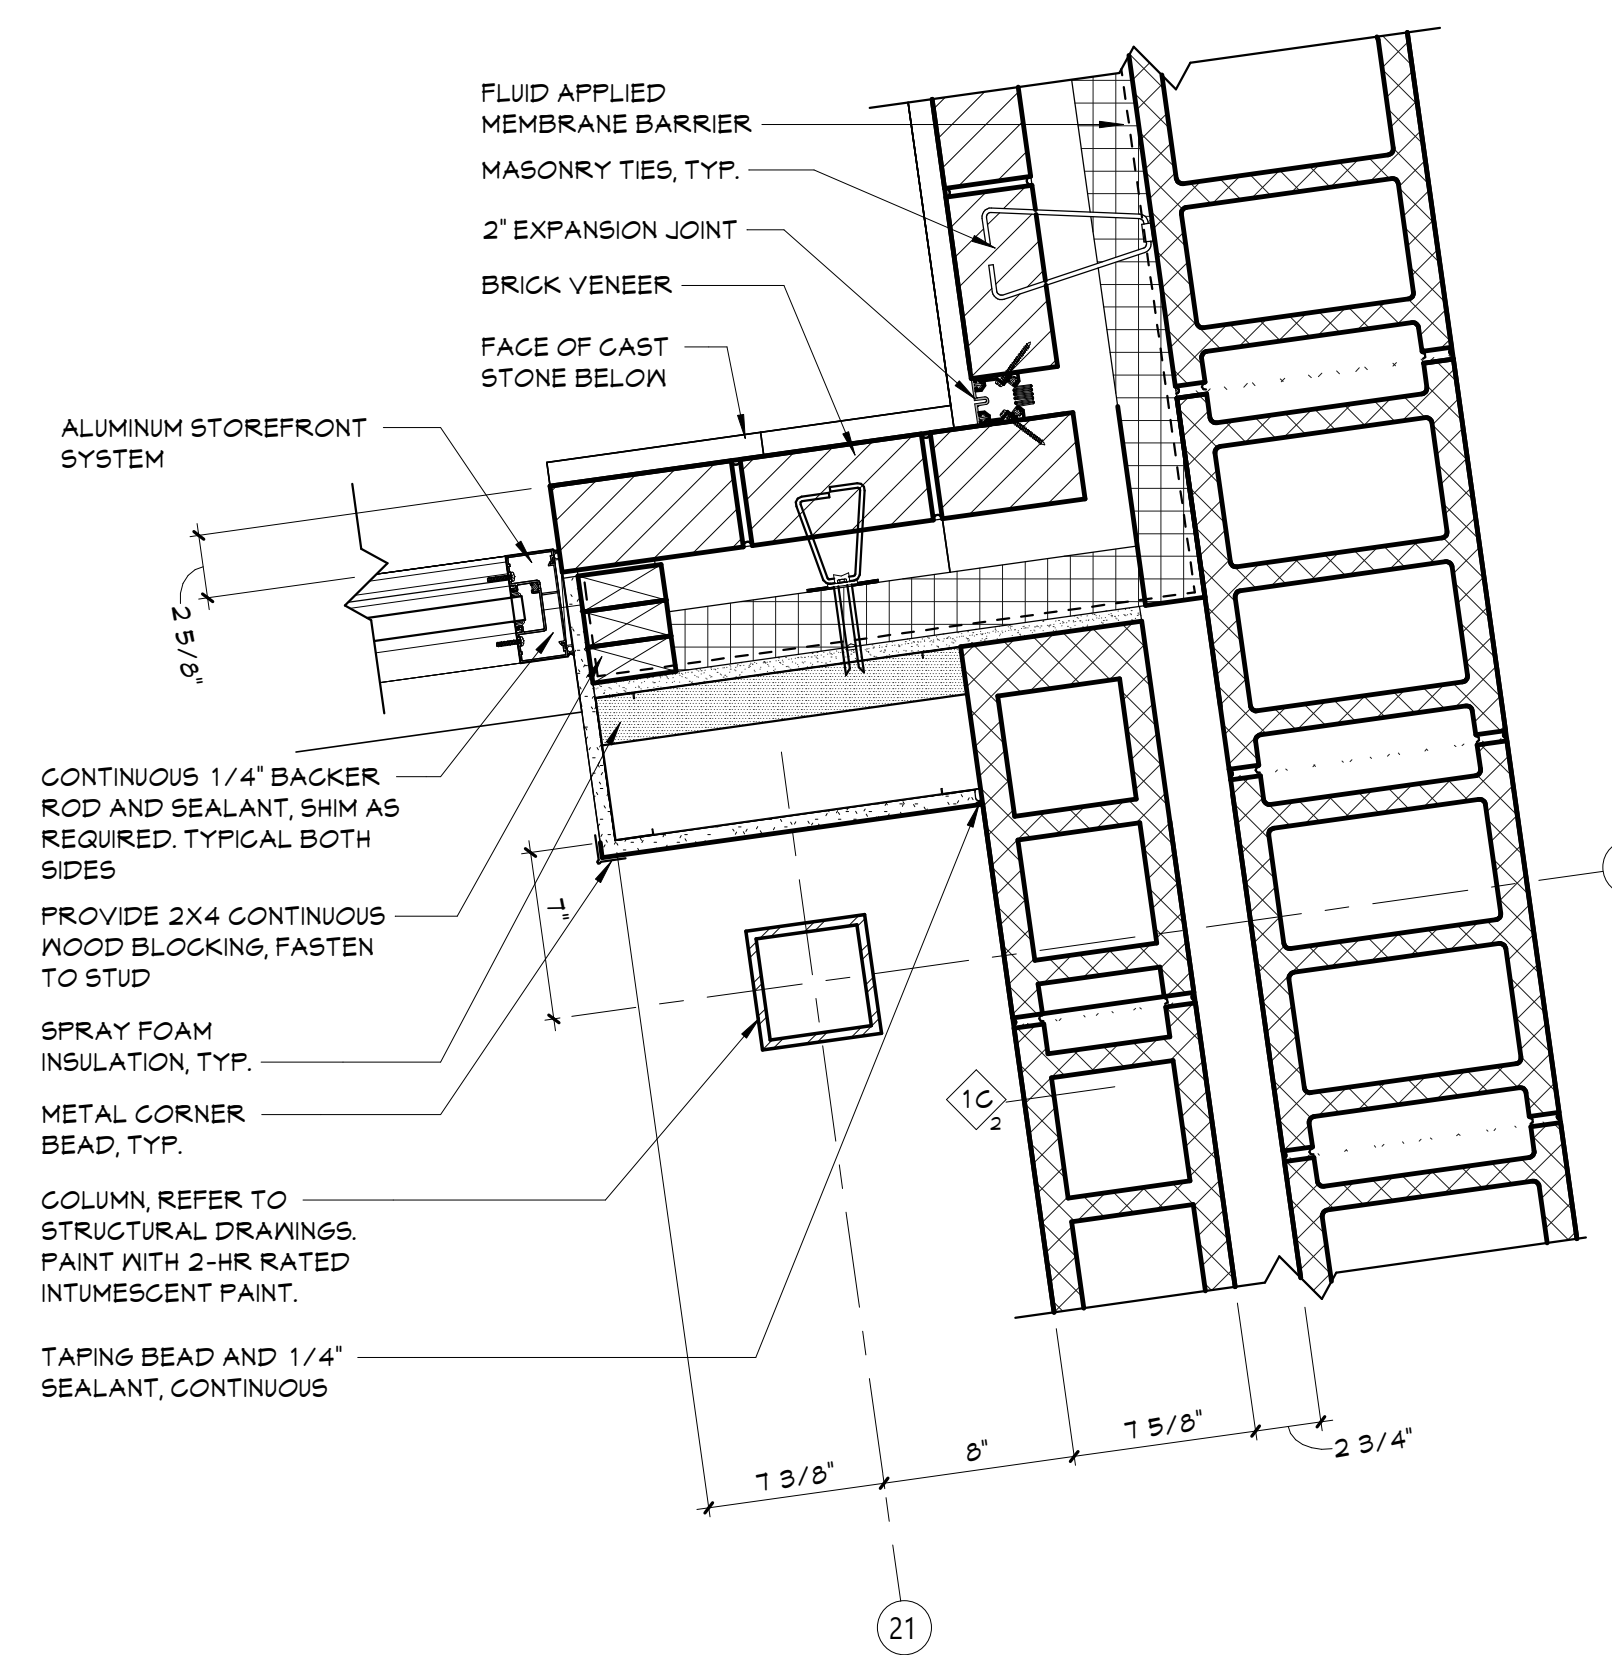 FLUID APPLIED
MEMBRANE BARRIER
MASONRY TIES, TYP.
2" EXPANSION JOINT
BRICK VENEER
FACE OF CAST
STONE BELOW
ALUMINUM STOREFRONT
SYSTEM
2 5/8"
CONTINUOUS 1/4" BACKER
ROD AND SEALANT, SHIM AS
REQUIRED. TYPICAL BOTH
SIDES
PROVIDE 2X4 CONTINUOUS
WOOD BLOCKING, FASTEN
TO STUD
7"
SPRAY FOAM
INSULATION, TYP.
METAL CORNER
BEAD, TYP.
1C
2
COLUMN, REFER TO
STRUCTURAL DRAWINGS.
PAINT WITH 2-HR RATED
INTUMESCENT PAINT.
TAPING BEAD AND 1/4"
SEALANT, CONTINUOUS
7 3/8"
8"
7 5/8"
2 3/4"
21